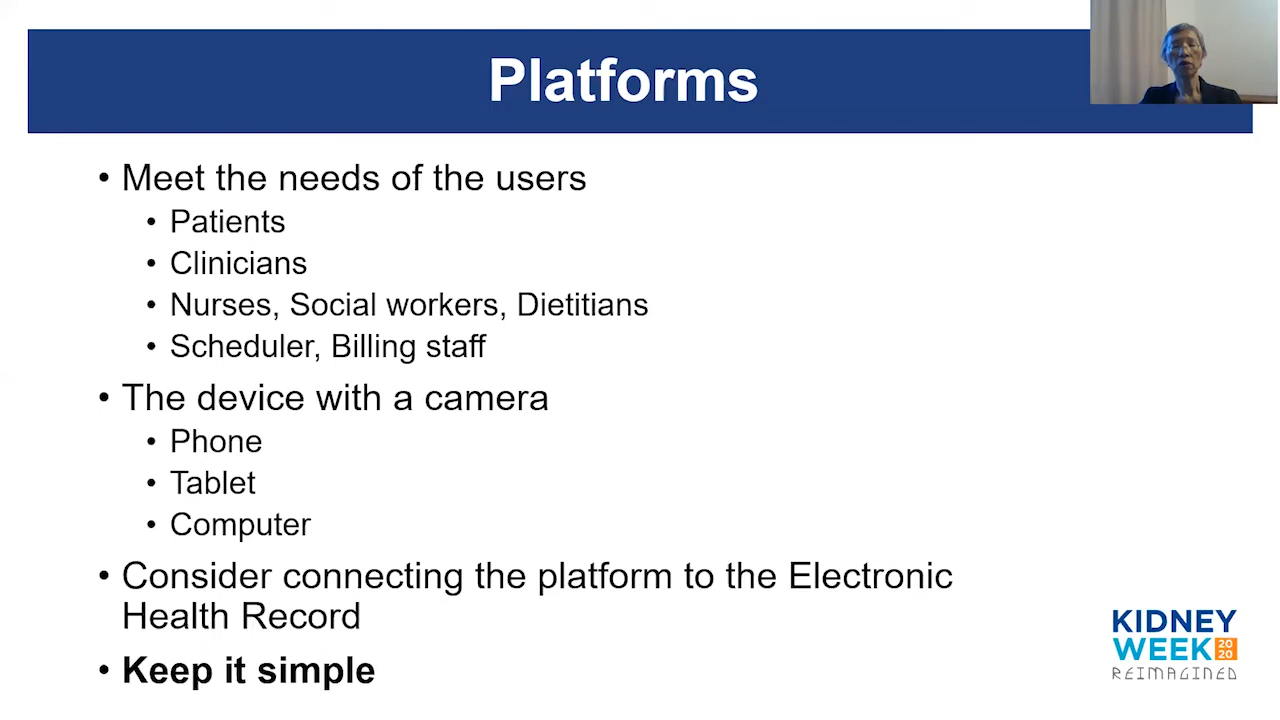 Platforms
• Meet the needs of the users
• Patients
• Clinicians
• Nurses, Social workers, Dietitians
• Scheduler, Billing staff
• The device with a camera
• Phone
• Tablet
• Computer
• Consider connecting the platform to the Electronic
Health Record
• Keep it simple
KIDNEY
WEEK 2020
REIMAGINED